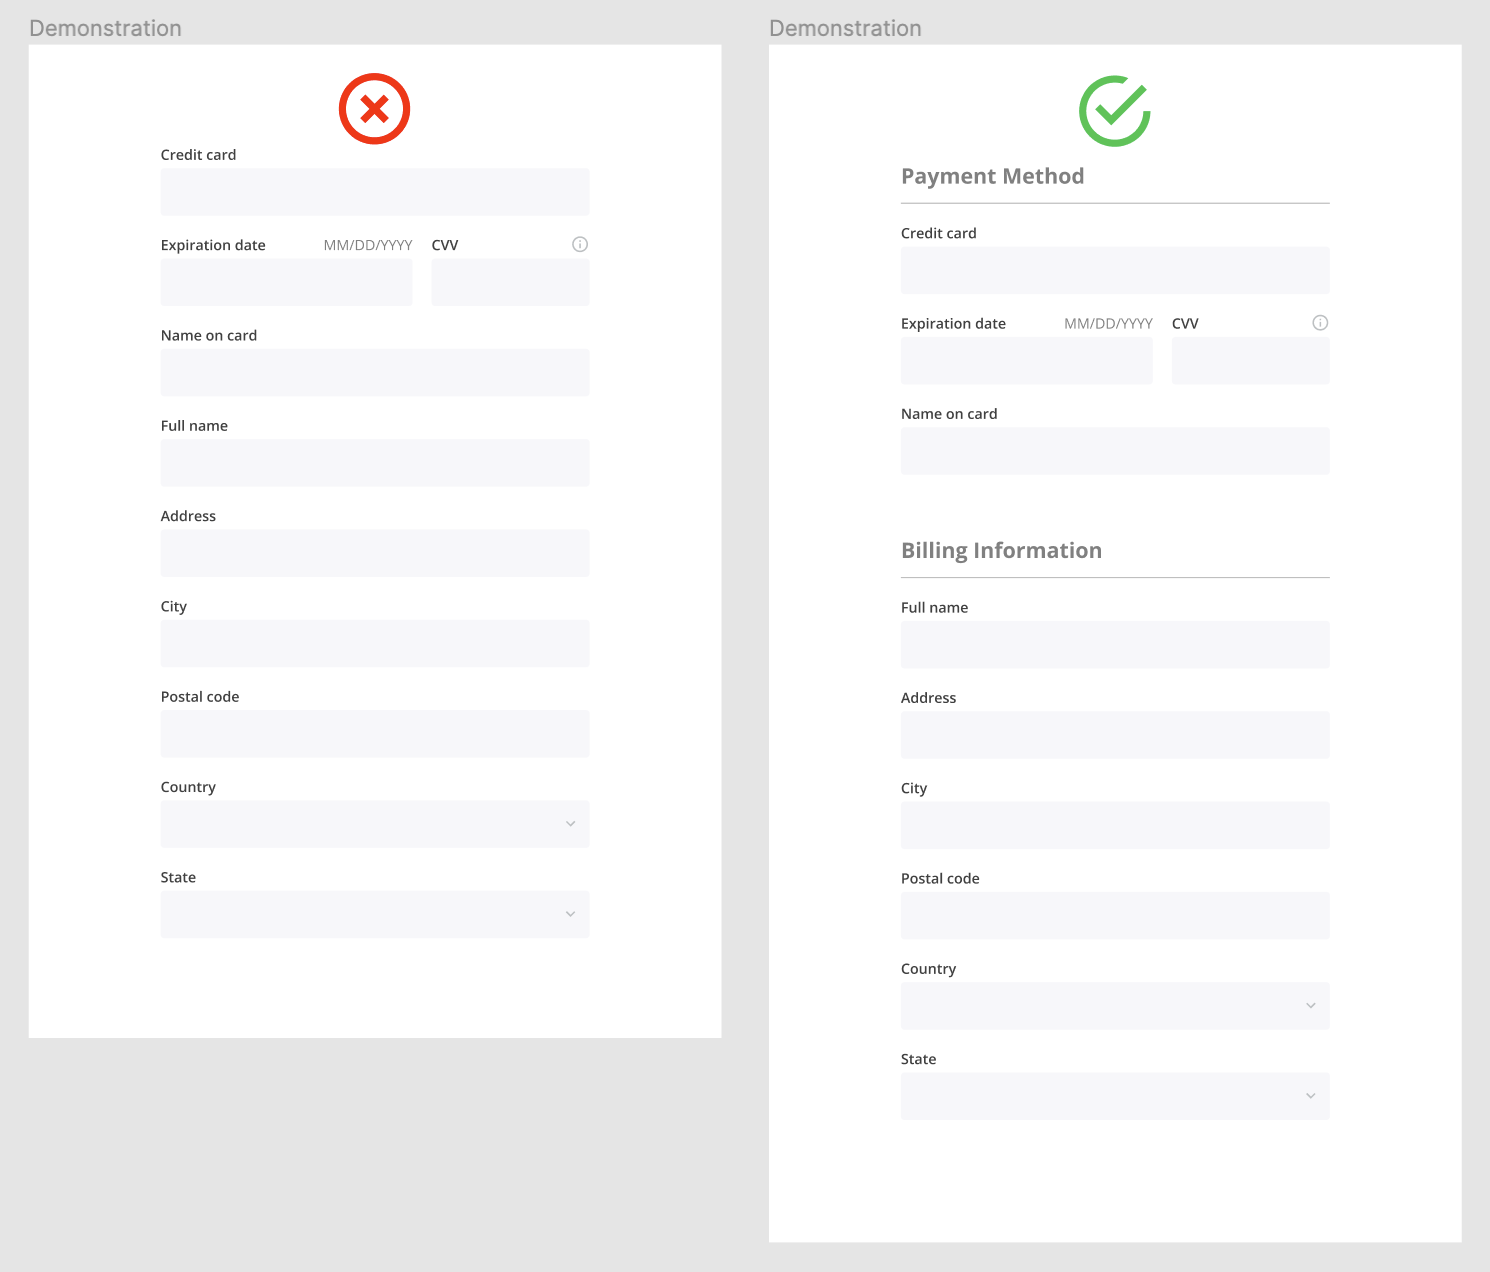 Demonstration
Credit card
Expiration date MM/DD/YYYY CVV
Name on card
Full name
Address
City
Postal code
Country
State
Demonstration
Payment Method
Credit card
Expiration date MM/DD/YYYY CVV
Name on card
Billing Information
Full name
Address
City
Postal code
Country
State